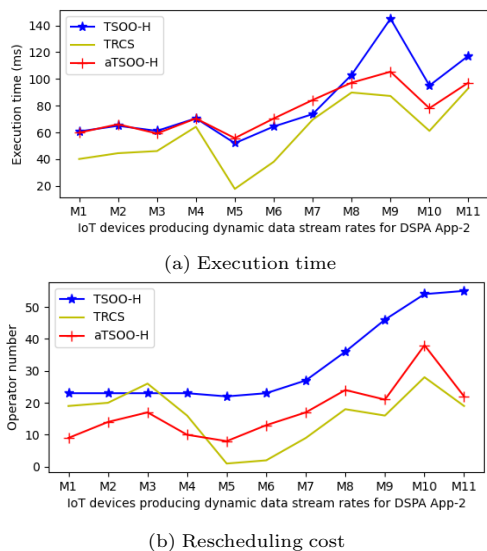 140
120
100
80
60
40
20
Execution time (ms)
TSOO-H
TRCS
aTSOO-H
M1 M2 M3 M4 M5 M6 M7 M8 M9 M10 M11
IoT devices producing dynamic data stream rates for DSPA App-2
(a) Execution time
50
40
30
20
10
0
Operator number
TSOO-H
TRCS
aTSOO-H
M1 M2 M3 M4 M5 M6 M7 M8 M9 M10 M11
IoT devices producing dynamic data stream rates for DSPA App-2
(b) Rescheduling cost